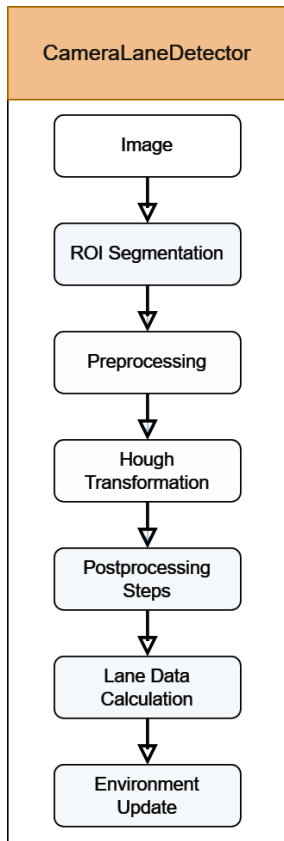 CameraLaneDetector
Image
ROI Segmentation
Preprocessing
Hough
Transformation
Postprocessing
Steps
Lane Data
Calculation
Environment
Update